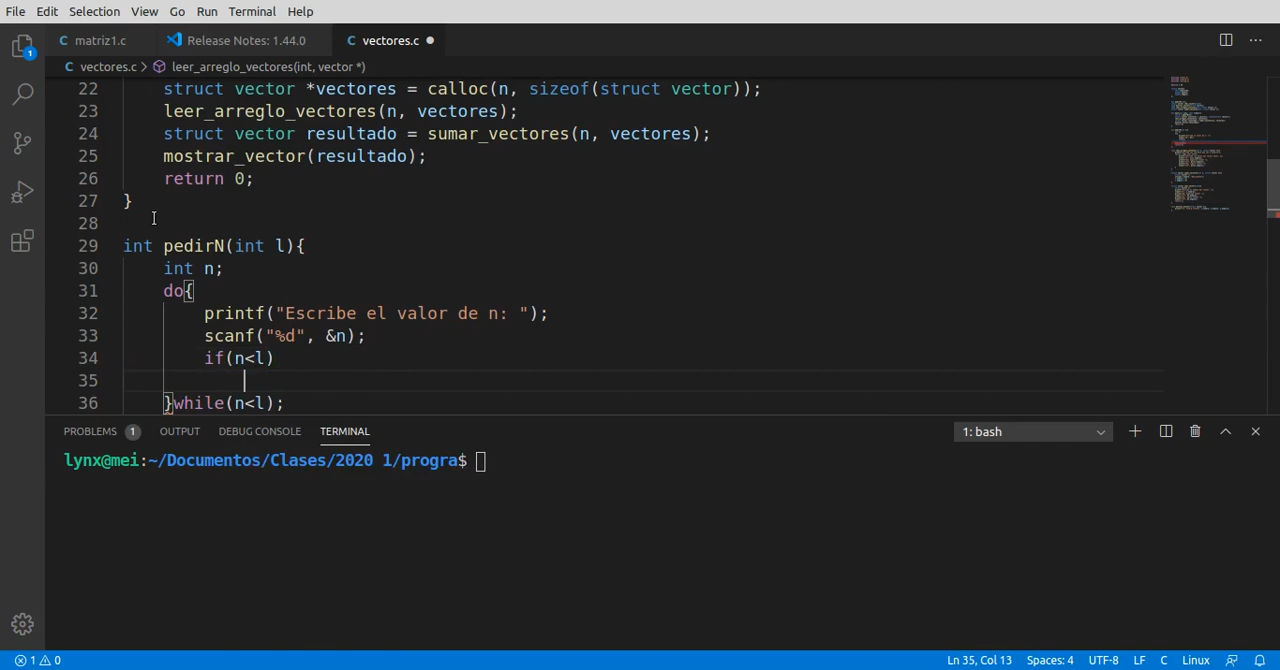 File Edit Selection View Go Run Terminal Help
C matriz1.c Release Notes: 1.44.0 C vectores.c ●
C vectores.c > leer_arreglo_vectores(int, vector *)
22 struct vector *vectores = calloc(n, sizeof(struct vector));
23 leer_arreglo_vectores(n, vectores);
24 struct vector resultado = sumar_vectores(n, vectores);
25 mostrar_vector(resultado);
26 return 0;
27 }
28
29 int pedirN(int l){
30 int n;
31 do{
32 printf("Escribe el valor de n: ");
33 scanf("%d", &n);
34 if(n<l)
35
36 }while(n<l);
1
PROBLEMS 1 OUTPUT DEBUG CONSOLE TERMINAL 1: bash
lynx@mei:~/Documentos/Clases/2020 1/progra$
1 0 Ln 35, Col 13 Spaces: 4 UTF-8 LF C Linux